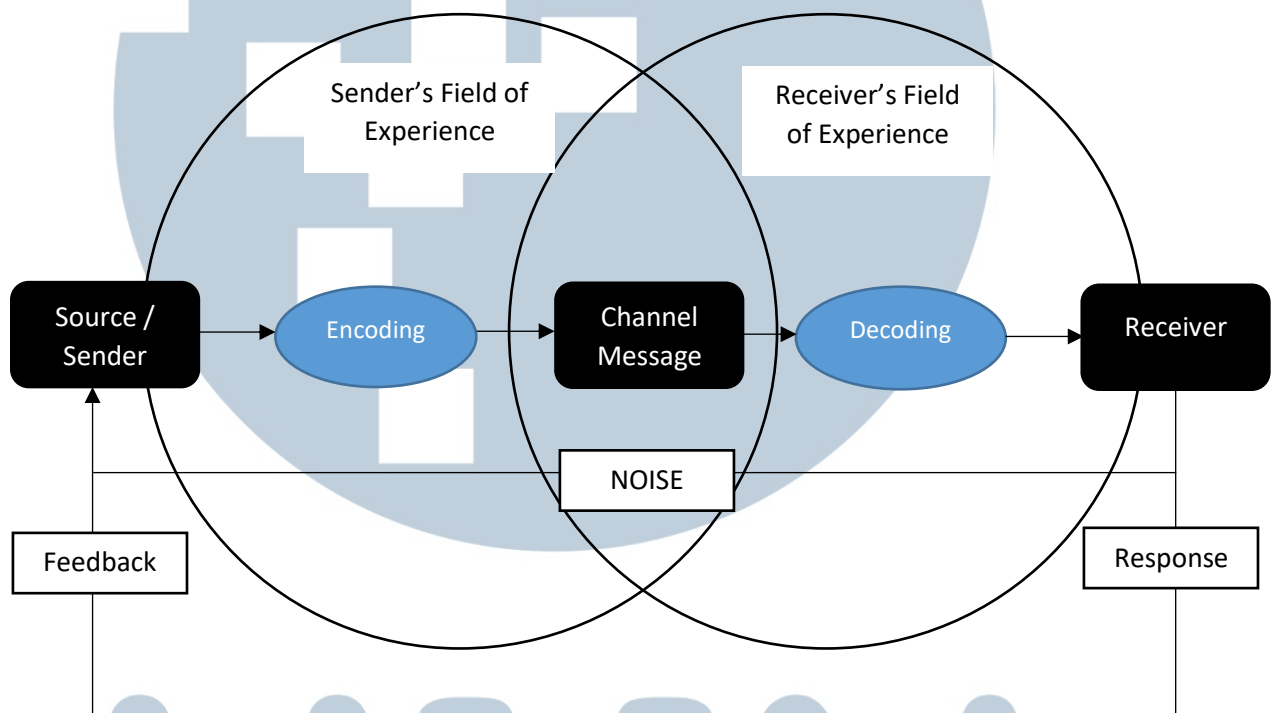 Sender’s Field of
Experience
Receiver’s Field
of Experience
Source /
Sender
Encoding
Channel
Message
Decoding
Receiver
NOISE
Feedback
Response